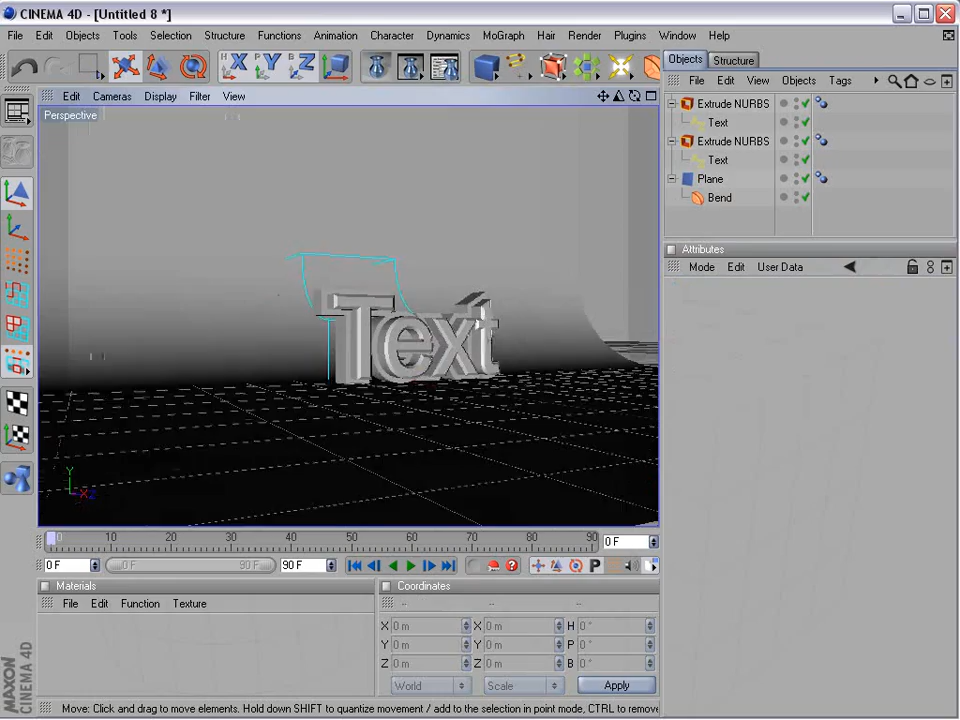 CINEMA 4D - [Untitled 8 *]
File Edit Objects Tools Selection Structure Functions Animation Character Dynamics MoGraph Hair Render Plugins Window Help
X Y Z
Objects Structure
File Edit View Objects Tags
Edit Cameras Display Filter View
Perspective
Extrude NURBS
Text
Extrude NURBS
Text
Plane
Bend
Attributes
Mode Edit User Data
Text
Y
X Z
0 10 20 30 40 50 60 70 80 90 0 F
0 F 0 F 90 F 90 F P
Materials
File Edit Function Texture
Coordinates
-- -- --
X 0 m X 0 m H 0 °
Y 0 m Y 0 m P 0 °
Z 0 m Z 0 m B 0 °
World Scale Apply
MAXON CINEMA 4D
Move: Click and drag to move elements. Hold down SHIFT to quantize movement / add to the selection in point mode, CTRL to remove